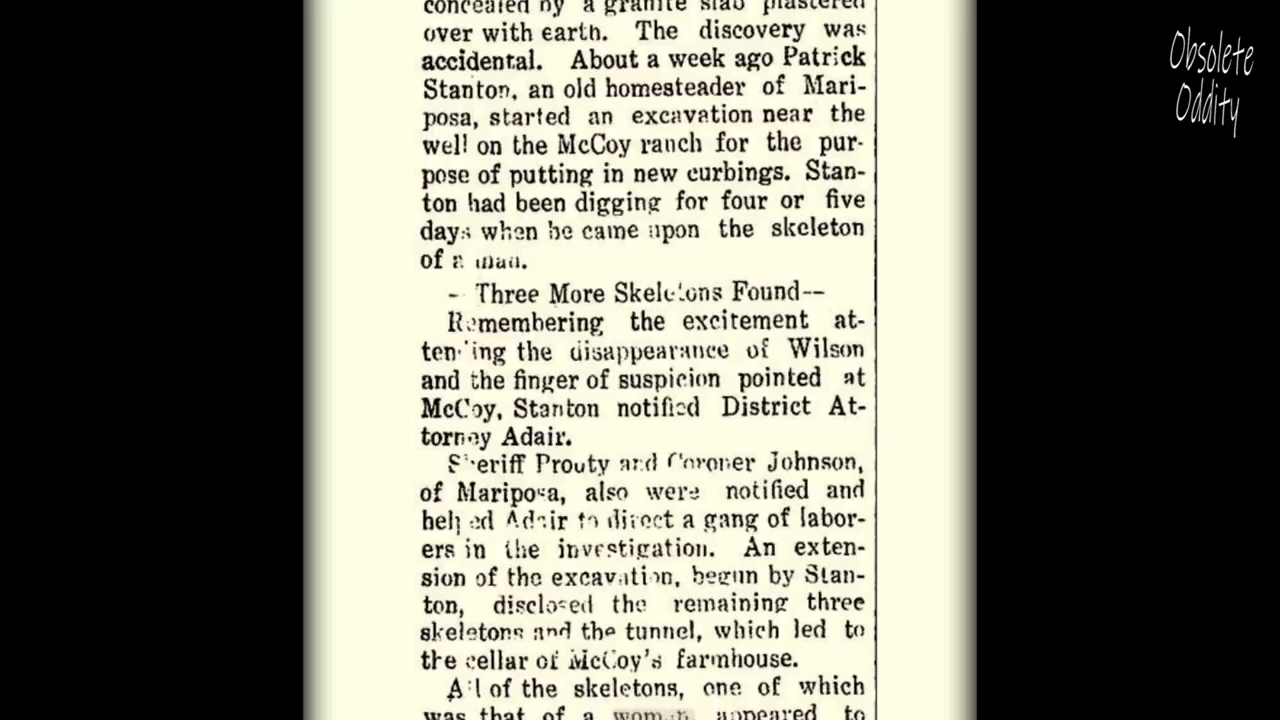 concealed by a granite slab plastered
over with earth. The discovery was
accidental. About a week ago Patrick
Stanton, an old homesteader of Mari-
posa, started an excavation near the
well on the McCoy ranch for the pur-
pose of putting in new curbings. Stan-
ton had been digging for four or five
days when he came upon the skeleton
of a man.
- Three More Skeletons Found--
Remembering the excitement at-
tending the disappearance of Wilson
and the finger of suspicion pointed at
McCoy, Stanton notified District At-
torney Adair.
Sheriff Prouty and Coroner Johnson,
of Mariposa, also were notified and
helped Adair to direct a gang of labor-
ers in the investigation. An exten-
sion of the excavation, begun by Stan-
ton, disclosed the remaining three
skeletons and the tunnel, which led to
the cellar of McCoy's farmhouse.
All of the skeletons, one of which
was that of a woman appeared to
Obsolete
Oddity